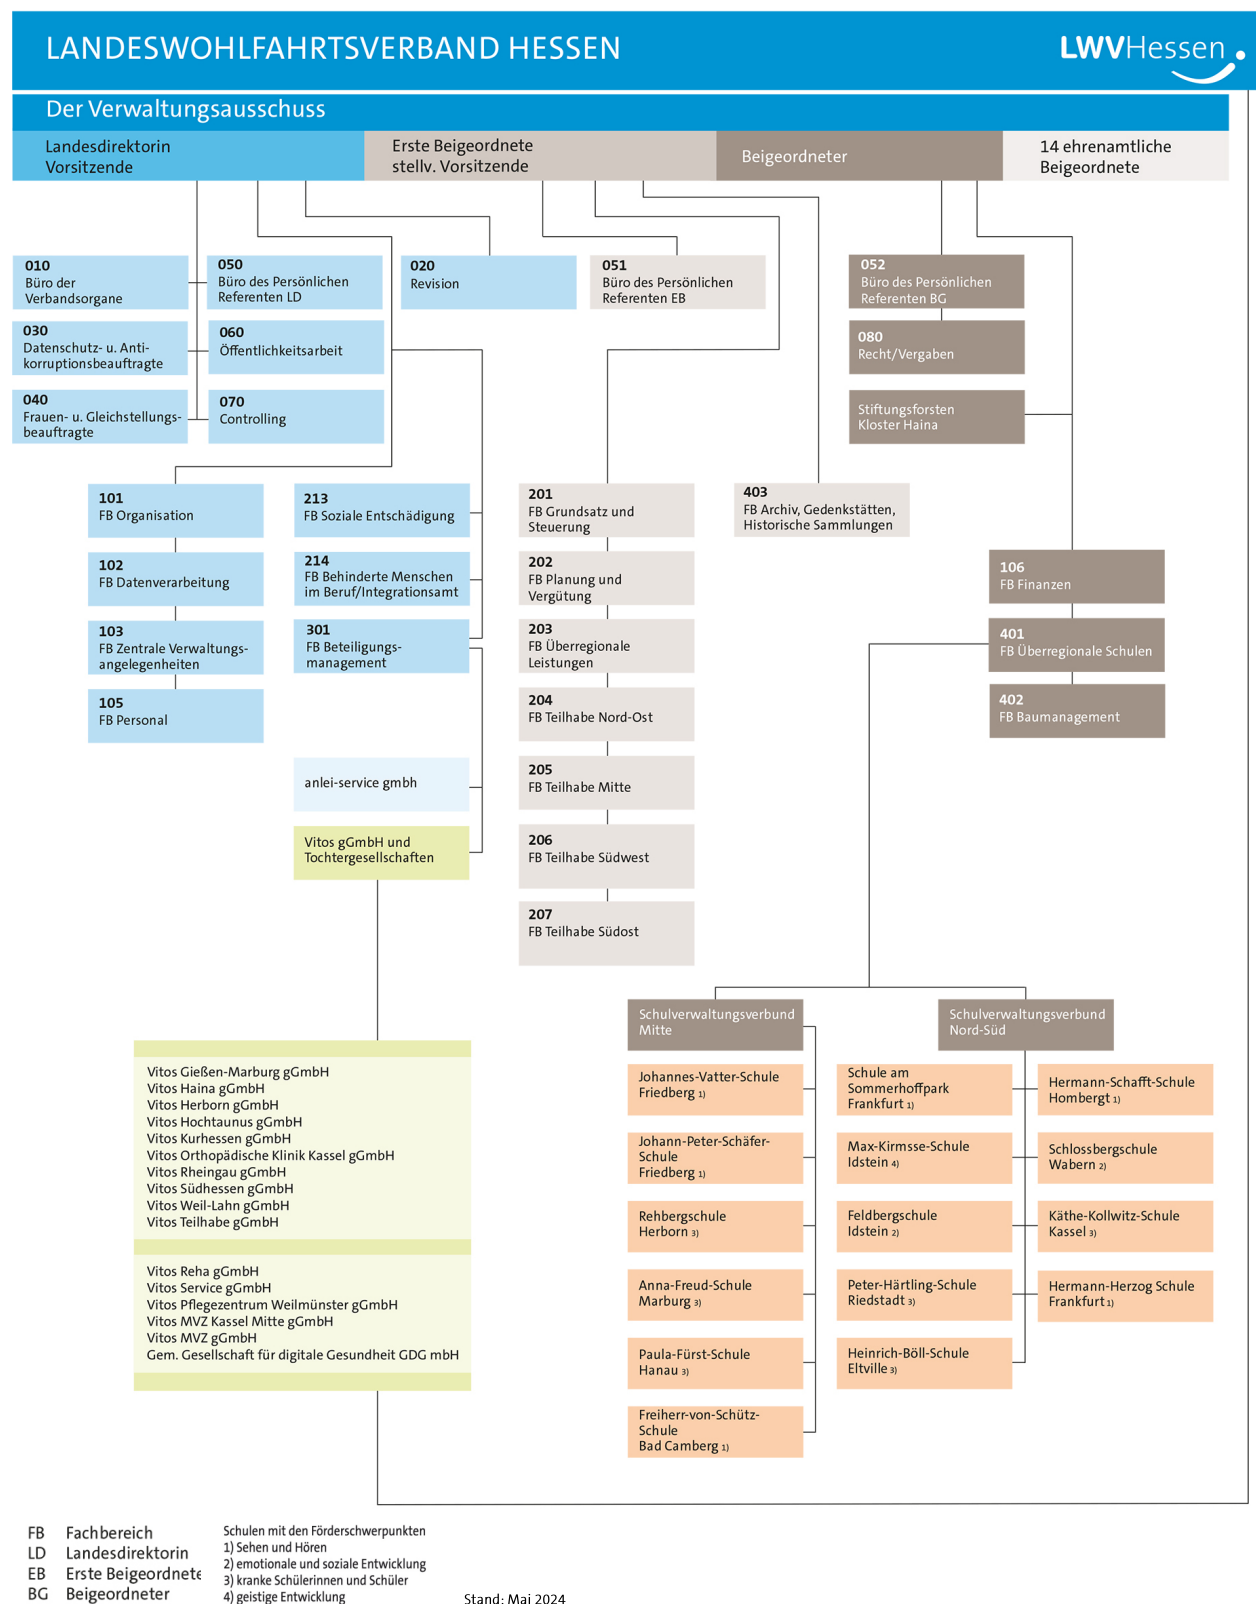 LANDESWOHLFAHRTSVERBAND HESSEN
LWVHessen
Der Verwaltungsausschuss
Landesdirektorin
Vorsitzende
Erste Beigeordnete
stellv. Vorsitzende
Beigeordneter
14 ehrenamtliche
Beigeordnete
010
Büro der
Verbandsorgane
050
Büro des Persönlichen
Referenten LD
020
Revision
051
Büro des Persönlichen
Referenten EB
052
Büro des Persönlichen
Referenten BG
030
Datenschutz- u. Anti-
korruptionsbeauftragte
060
Öffentlichkeitsarbeit
080
Recht/Vergaben
040
Frauen- u. Gleichstellungs-
beauftragte
070
Controlling
Stiftungsforsten
Kloster Haina
101
FB Organisation
102
FB Datenverarbeitung
103
FB Zentrale Verwaltungs-
angelegenheiten
105
FB Personal
213
FB Soziale Entschädigung
214
FB Behinderte Menschen
im Beruf/Integrationsamt
301
FB Beteiligungs-
management
anlei-service gmbh
Vitos gGmbH und
Tochtergesellschaften
201
FB Grundsatz und
Steuerung
202
FB Planung und
Vergütung
203
FB Überregionale
Leistungen
204
FB Teilhabe Nord-Ost
205
FB Teilhabe Mitte
206
FB Teilhabe Südwest
207
FB Teilhabe Südost
403
FB Archiv, Gedenkstätten,
Historische Sammlungen
106
FB Finanzen
401
FB Überregionale Schulen
402
FB Baumanagement
Vitos Gießen-Marburg gGmbH
Vitos Haina gGmbH
Vitos Herborn gGmbH
Vitos Hochtaunus gGmbH
Vitos Kurhessen gGmbH
Vitos Orthopädische Klinik Kassel gGmbH
Vitos Rheingau gGmbH
Vitos Südhessen gGmbH
Vitos Weil-Lahn gGmbH
Vitos Teilhabe gGmbH
Vitos Reha gGmbH
Vitos Service gGmbH
Vitos Pflegezentrum Weilmünster gGmbH
Vitos MVZ Kassel Mitte gGmbH
Vitos MVZ gGmbH
Gem. Gesellschaft für digitale Gesundheit GDG mbH
Schulverwaltungsverbund
Mitte
Johannes-Vatter-Schule
Friedberg 1)
Johann-Peter-Schäfer-
Schule
Friedberg 1)
Rehbergschule
Herborn 3)
Anna-Freud-Schule
Marburg 3)
Paula-Fürst-Schule
Hanau 3)
Freiherr-von-Schütz-
Schule
Bad Camberg 1)
Schulverwaltungsverbund
Nord-Süd
Schule am
Sommerhoffpark
Frankfurt 1)
Max-Kirmsse-Schule
Idstein 4)
Feldbergschule
Idstein 2)
Peter-Härtling-Schule
Riedstadt 3)
Heinrich-Böll-Schule
Eltville 3)
Hermann-Schafft-Schule
Hombergt 1)
Schlossbergschule
Wabern 2)
Käthe-Kollwitz-Schule
Kassel 3)
Hermann-Herzog Schule
Frankfurt 1)
FB Fachbereich
LD Landesdirektorin
EB Erste Beigeordnete
BG Beigeordneter
Schulen mit den Förderschwerpunkten
1) Sehen und Hören
2) emotionale und soziale Entwicklung
3) kranke Schülerinnen und Schüler
4) geistige Entwicklung
Stand: Mai 2024